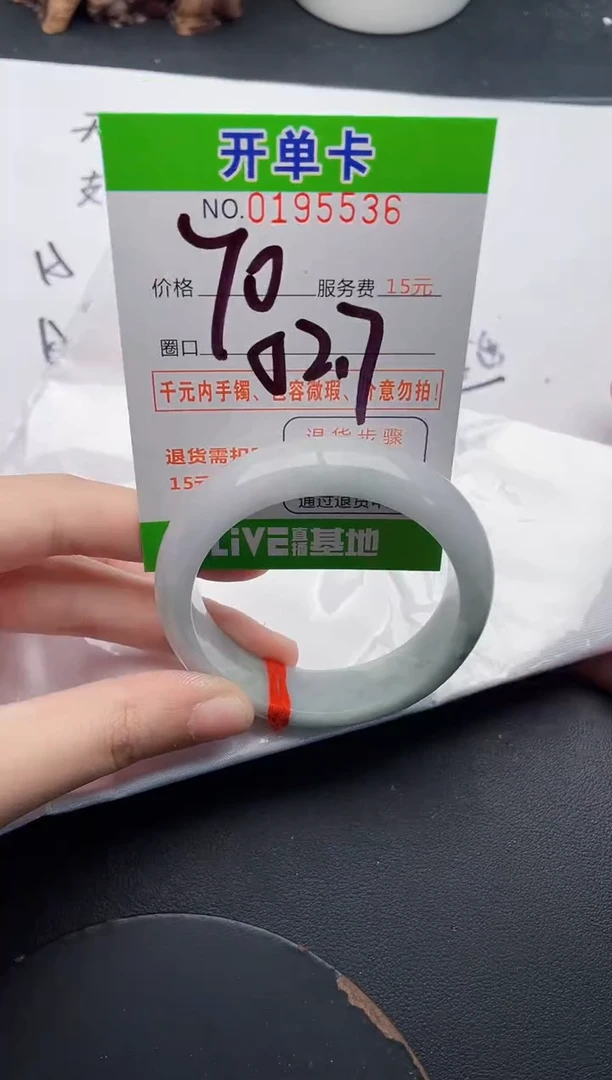 开单卡
NO.0195536
价格 70 服务费 15元
圈口 02.7
千元内手镯、包容微瑕、介意勿拍!
退货步骤
退货需扣
15元
通过退货
LiVE直播基地